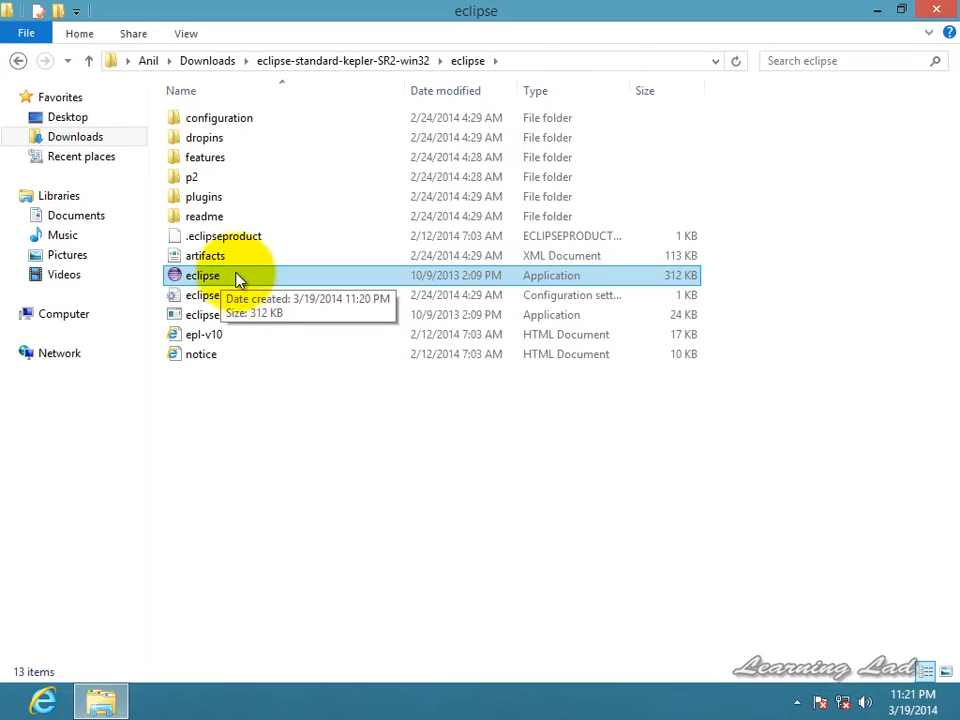 eclipse
File Home Share View
Anil Downloads eclipse-standard-kepler-SR2-win32 eclipse
Search eclipse
Name Date modified Type Size
Favorites
Desktop
Downloads
Recent places
Libraries
Documents
Music
Pictures
Videos
Computer
Network
configuration 2/24/2014 4:29 AM File folder
dropins 2/24/2014 4:29 AM File folder
features 2/24/2014 4:28 AM File folder
p2 2/24/2014 4:28 AM File folder
plugins 2/24/2014 4:29 AM File folder
readme 2/24/2014 4:29 AM File folder
.eclipseproduct 2/12/2014 7:03 AM ECLIPSEPRODUCT... 1 KB
artifacts 2/24/2014 4:29 AM XML Document 113 KB
eclipse 10/9/2013 2:09 PM Application 312 KB
eclipse 2/24/2014 4:29 AM Configuration sett... 1 KB
eclipse 10/9/2013 2:09 PM Application 24 KB
epl-v10 2/12/2014 7:03 AM HTML Document 17 KB
notice 2/12/2014 7:03 AM HTML Document 10 KB
Date created: 3/19/2014 11:20 PM
Size: 312 KB
13 items
Learning Lad
11:21 PM
3/19/2014